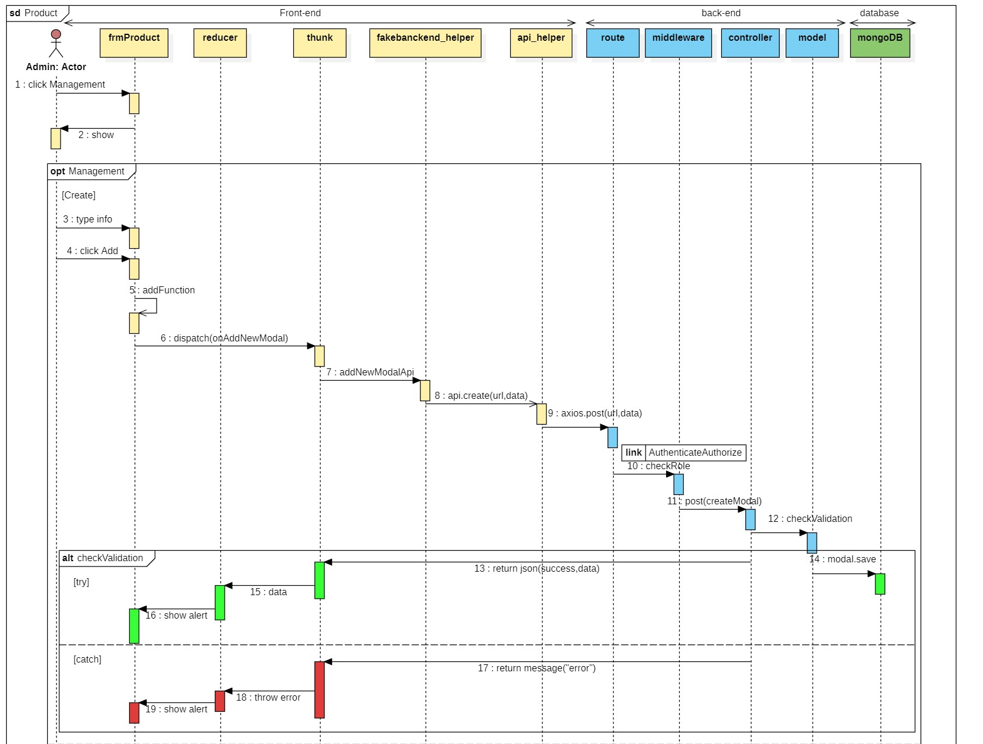 sd Product
Front-end
back-end
database
frmProduct
reducer
thunk
fakebanckend_helper
api_helper
route
middleware
controller
model
mongoDB
Admin: Actor
1 : click Management
2 : show
opt Management
[Create]
3 : type info
4 : click Add
5 : addFunction
6 : dispatch(onAddNewModal)
7 : addNewModalApi
8 : api.create(url,data)
9 : axios.post(url,data)
link AuthenticateAuthorize
10 : checkRole
11 : post(createModal)
12 : checkValidation
alt checkValidation
14 : modal.save
13 : return json(success,data)
[try]
15 : data
16 : show alert
[catch]
17 : return message("error")
18 : throw error
19 : show alert